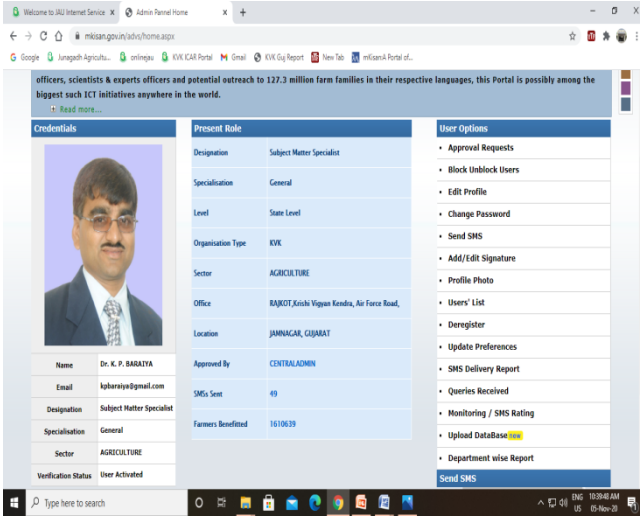 Welcome to JAU Internet Service
Admin Pannel Home
mkisan.gov.in/advs/home.aspx
Google
Junagadh Agricultu...
onlinejau
KVK ICAR Portal
Gmail
KVK Guj Report
New Tab
mKisan:A Portal of...
officers, scientists & experts officers and potential outreach to 127.3 million farm families in their respective languages, this Portal is possibly among the
biggest such ICT initiatives anywhere in the world.
Read more...
Credentials
Name Dr. K. P. BARAIYA
Email kpbaraiya@gmail.com
Designation Subject Matter Specialist
Specialisation General
Sector AGRICULTURE
Verification Status User Activated
Present Role
Designation Subject Matter Specialist
Specialisation General
Level State Level
Organisation Type KVK
Sector AGRICULTURE
Office RAJKOT,Krishi Vigyan Kendra, Air Force Road,
Location JAMNAGAR, GUJARAT
Approved By CENTRALADMIN
SMSs Sent 49
Farmers Benefitted 1610639
User Options
Approval Requests
Block Unblock Users
Edit Profile
Change Password
Send SMS
Add/Edit Signature
Profile Photo
Users' List
Deregister
Update Preferences
SMS Delivery Report
Queries Received
Monitoring / SMS Rating
Upload DataBase new
Department wise Report
Send SMS
Type here to search
ENG 10:39:48 AM
US 05-Nov-20